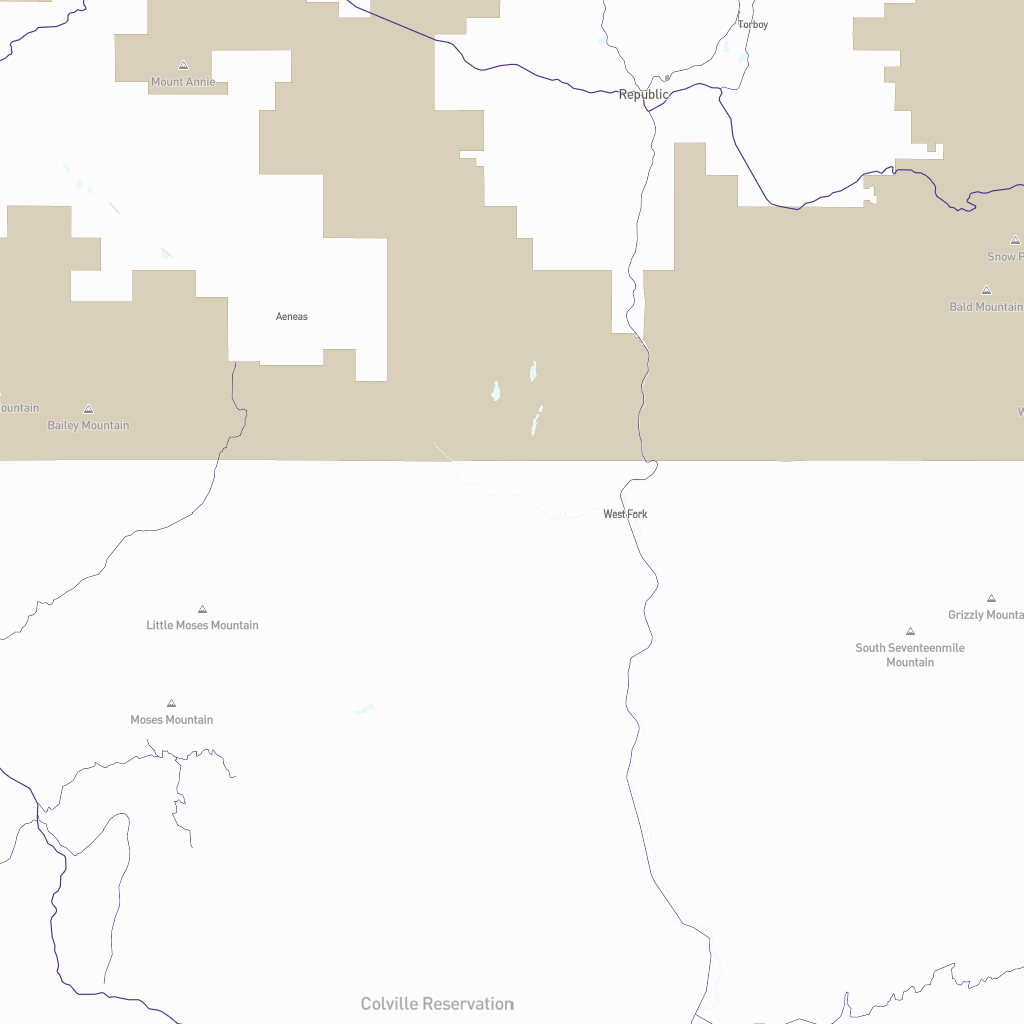 Torboy
Mount Annie
Republic
Snow P
Bald Mountain
Aeneas
ountain
W
Bailey Mountain
West Fork
Little Moses Mountain
Grizzly Mounta
South Seventeenmile
Mountain
Moses Mountain
Colville Reservation